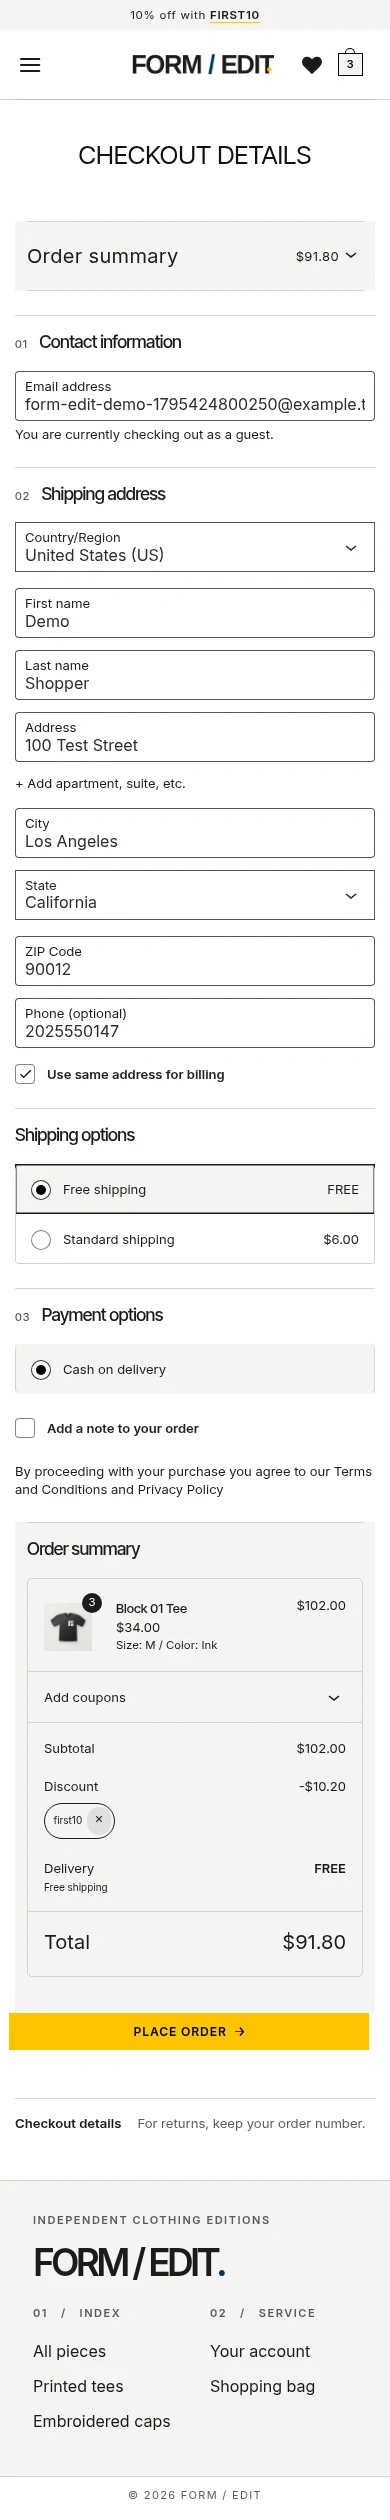 10% off with FIRST10
FORM / EDIT.
3
CHECKOUT DETAILS
Order summary
$91.80
01 Contact information
Email address
form-edit-demo-1795424800250@example.t
You are currently checking out as a guest.
02 Shipping address
Country/Region
United States (US)
First name
Demo
Last name
Shopper
Address
100 Test Street
+ Add apartment, suite, etc.
City
Los Angeles
State
California
ZIP Code
90012
Phone (optional)
2025550147
Use same address for billing
Shipping options
Free shipping FREE
Standard shipping $6.00
03 Payment options
Cash on delivery
Add a note to your order
By proceeding with your purchase you agree to our Terms
and Conditions and Privacy Policy
Order summary
3
Block 01 Tee $102.00
$34.00
Size: M / Color: Ink
Add coupons
Subtotal $102.00
Discount -$10.20
first10 ×
Delivery FREE
Free shipping
Total $91.80
PLACE ORDER →
Checkout details For returns, keep your order number.
INDEPENDENT CLOTHING EDITIONS
FORM / EDIT.
01 / INDEX
All pieces
Printed tees
Embroidered caps
02 / SERVICE
Your account
Shopping bag
© 2026 FORM / EDIT